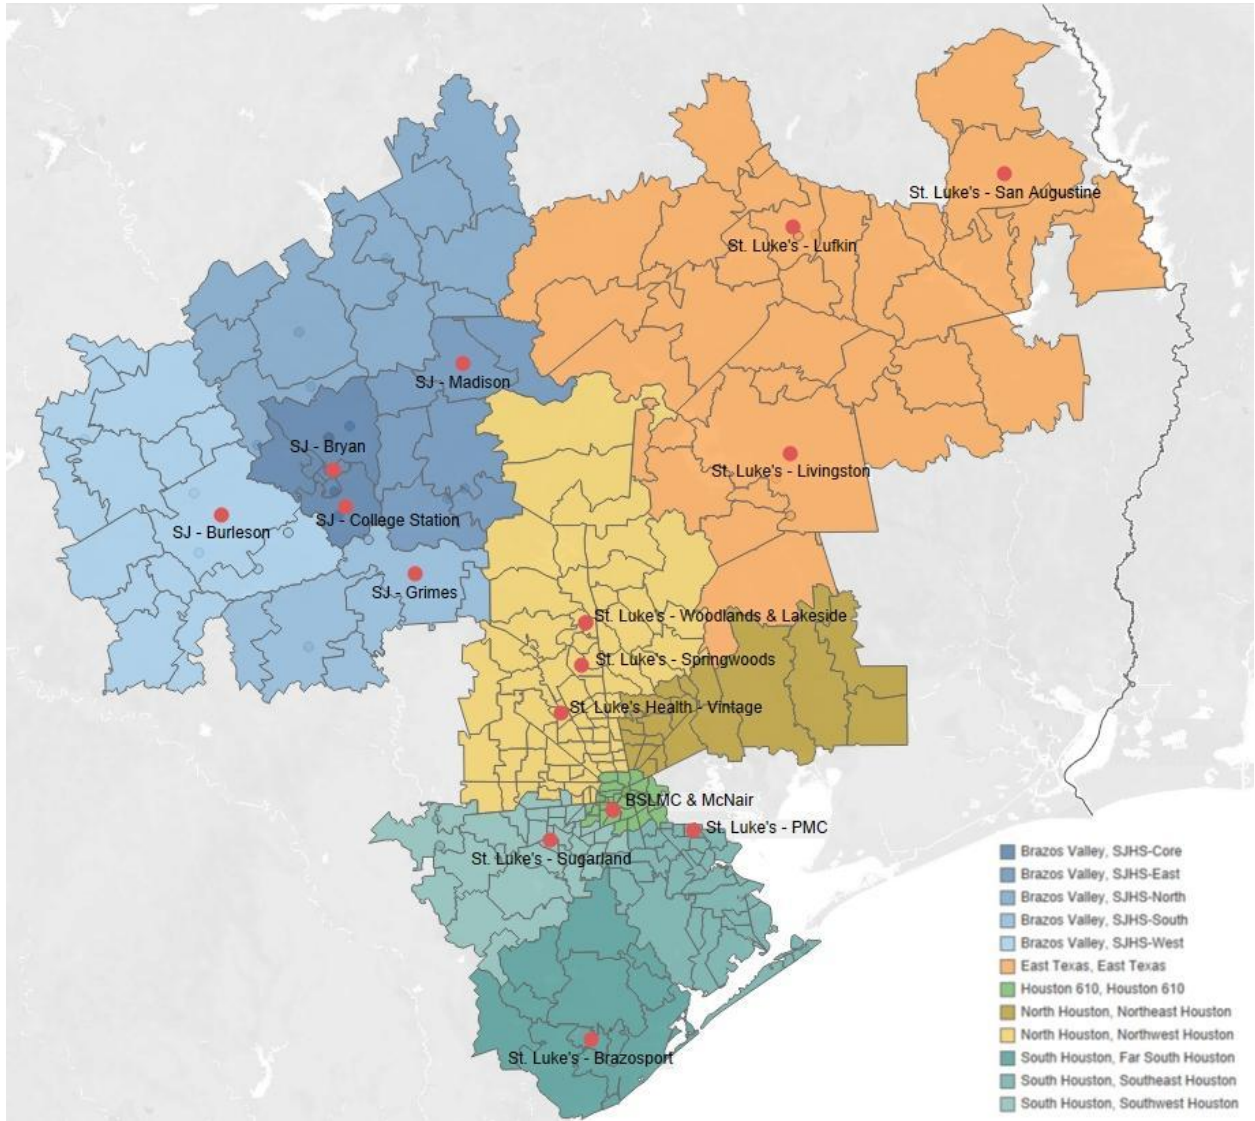 St. Luke's - San Augustine
St. Luke's - Lufkin
SJ - Madison
SJ - Bryan
St. Luke's - Livingston
SJ - College Station
SJ - Burleson
SJ - Grimes
St. Luke's - Woodlands & Lakeside
St. Luke's - Springwoods
St. Luke's Health - Vintage
BSLMC & McNair
St. Luke's - PMC
St. Luke's - Sugarland
St. Luke's - Brazosport
Brazos Valley, SJHS-Core
Brazos Valley, SJHS-East
Brazos Valley, SJHS-North
Brazos Valley, SJHS-South
Brazos Valley, SJHS-West
East Texas, East Texas
Houston 610, Houston 610
North Houston, Northeast Houston
North Houston, Northwest Houston
South Houston, Far South Houston
South Houston, Southeast Houston
South Houston, Southwest Houston